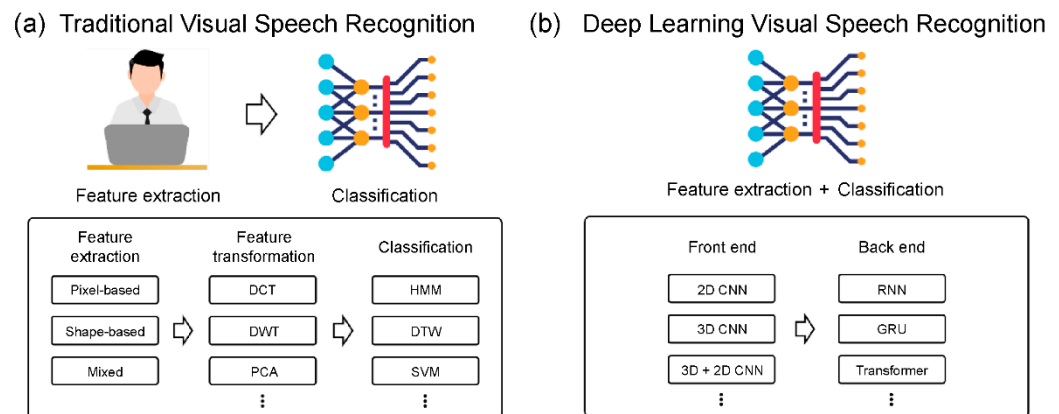 (a) Traditional Visual Speech Recognition
Feature extraction
Classification
Feature
extraction
Feature
transformation
Classification
Pixel-based
DCT
HMM
Shape-based
DWT
DTW
Mixed
PCA
SVM
(b) Deep Learning Visual Speech Recognition
Feature extraction + Classification
Front end
Back end
2D CNN
RNN
3D CNN
GRU
3D + 2D CNN
Transformer